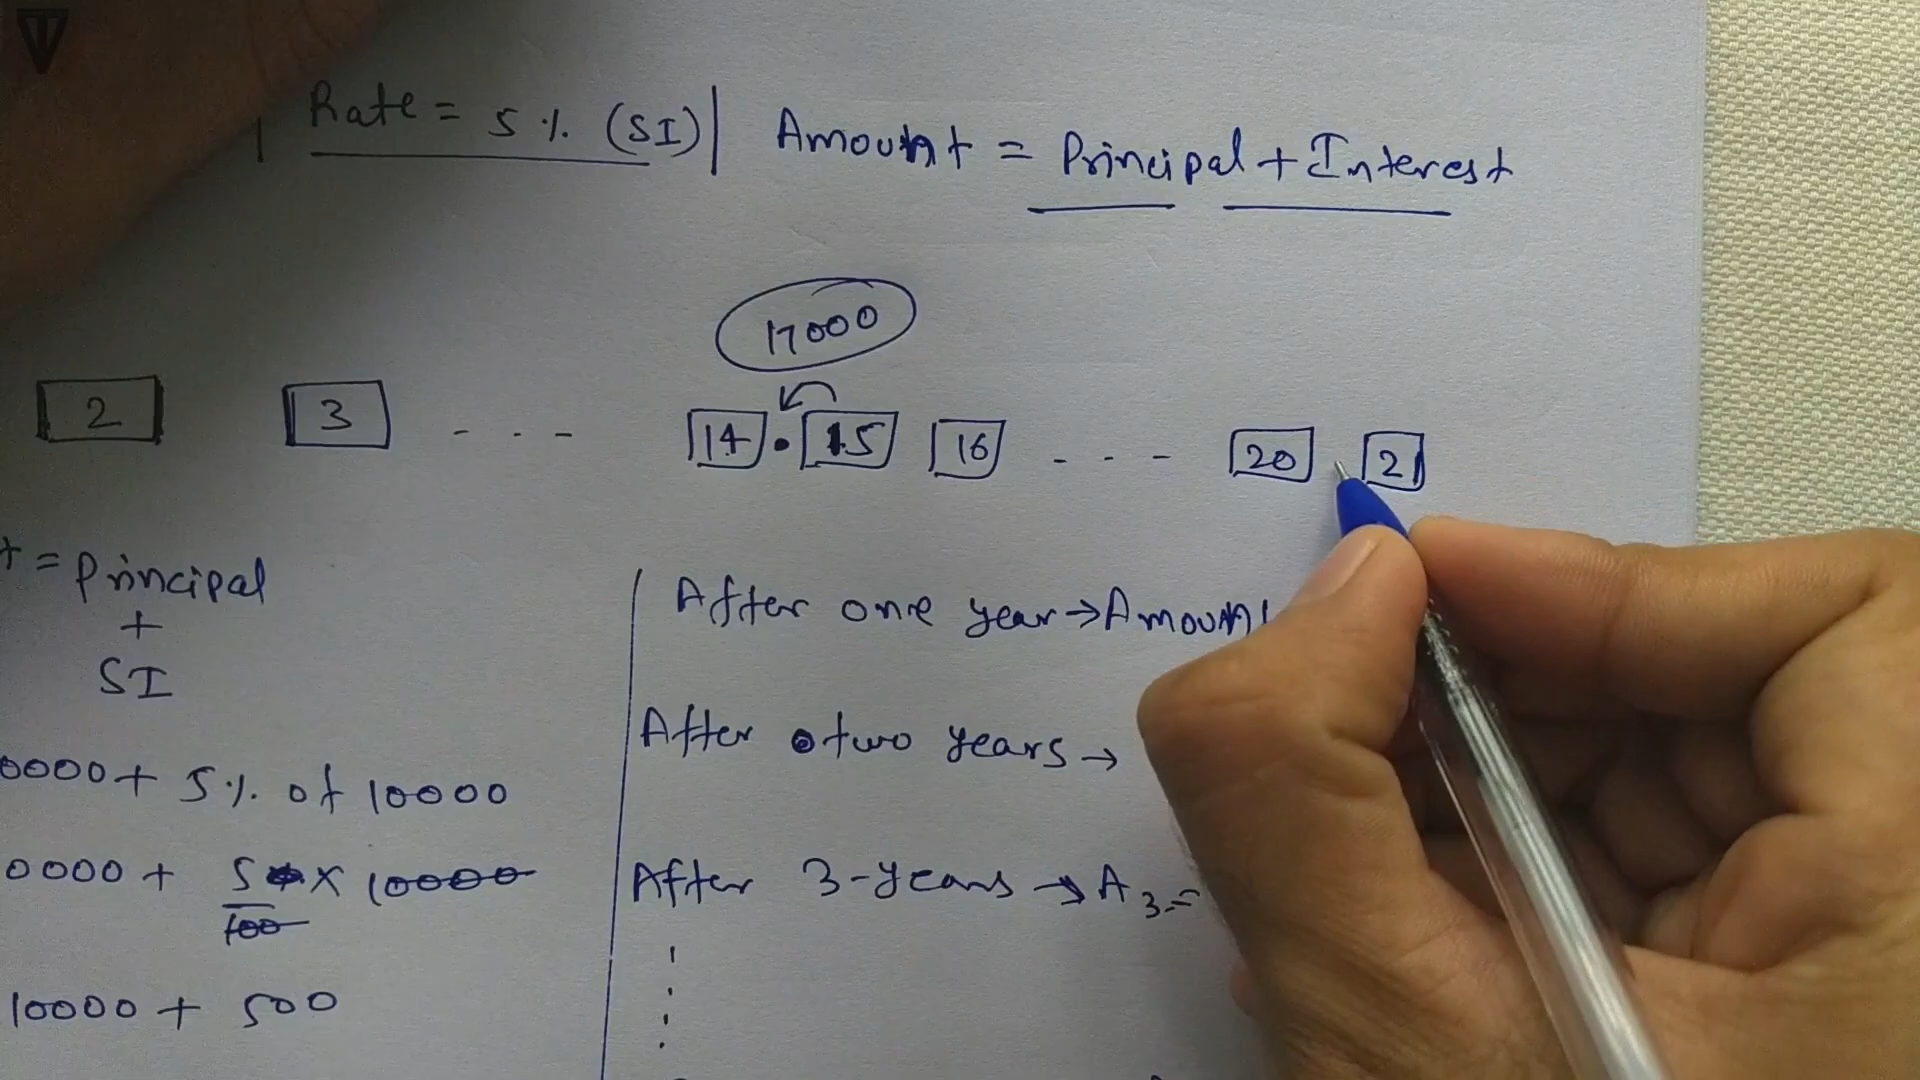 Rate = 5 % (SI) Amount = Principal + Interest
17000
2 3 - - - 14 . 15 16 - - - 20 21
= Principal
+
SI
0000 + 5 % of 10000
0000 + 5 x 10000
100
10000 + 500
After one year → Amount
After two years →
After 3-years → A3 =